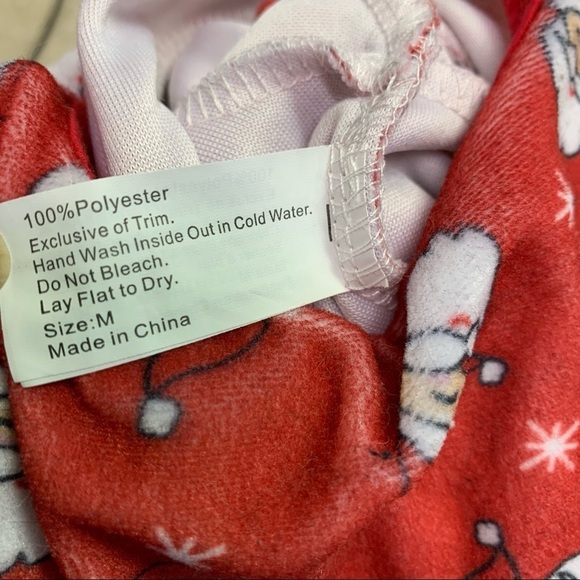 100%Polyester
Exclusive of Trim.
Hand Wash Inside Out in Cold Water.
Do Not Bleach.
Lay Flat to Dry.
Size:M
Made in China